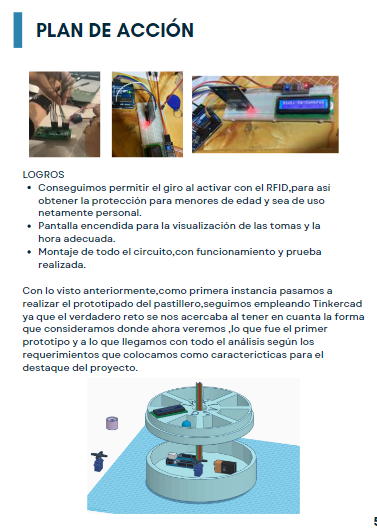 PLAN DE ACCIÓN
LOGROS
• Conseguimos permitir el giro al activar con el RFID,para asi
obtener la protección para menores de edad y sea de uso
netamente personal.
• Pantalla encendida para la visualización de las tomas y la
hora adecuada.
• Montaje de todo el circuito,con funcionamiento y prueba
realizada.
Con lo visto anteriormente,como primera instancia pasamos a
realizar el prototipado del pastillero,seguimos empleando Tinkercad
ya que el verdadero reto se nos acercaba al tener en cuanta la forma
que consideramos donde ahora veremos ,lo que fue el primer
prototipo y a lo que llegamos con todo el análisis según los
requerimientos que colocamos como caractericticas para el
destaque del proyecto.